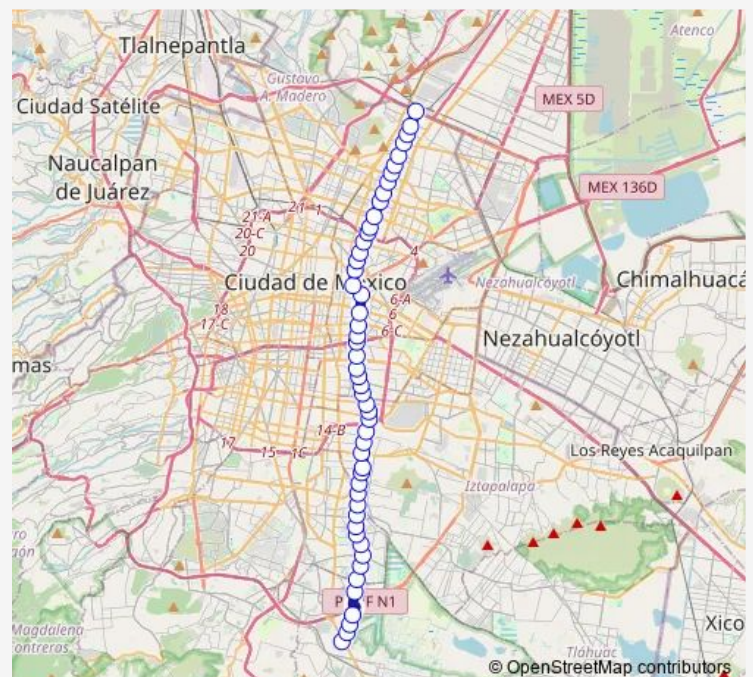 Tlalnepantla
Atenco
Gustavo
A. Madero
Ciudad Satélite
MEX 5D
Naucalpan
de Juárez
MEX 136D
21-A
21
1
20-C
20
4
Ciudad de México
Nezahualcóyotl
Chimalhuacá
18
17-C
6-A
6
6-C
Nezahualcóyotl
mas
14-B
17
15
1C
Los Reyes Acaquilpan
Iztapalapa
F N1
Magdalena
ontreras
Xico
Tláhuac
© OpenStreetMap contributors